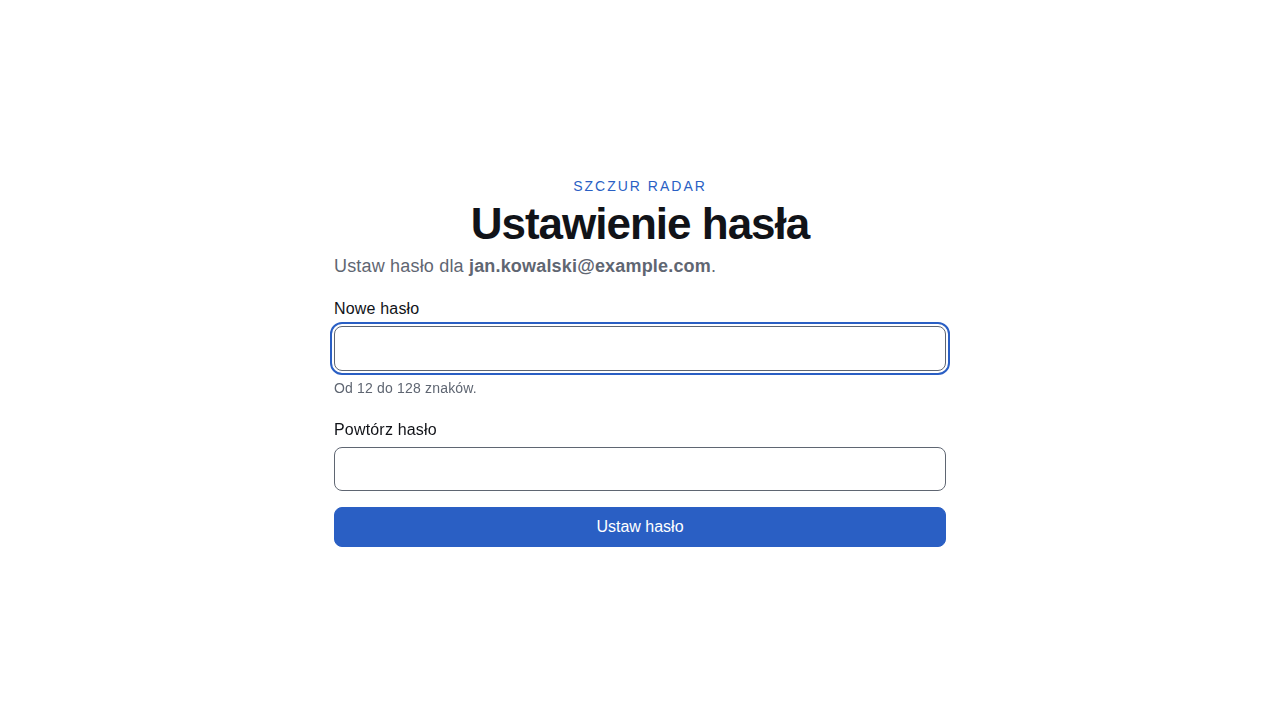 SZCZUR RADAR
Ustawienie hasła
Ustaw hasło dla jan.kowalski@example.com.
Nowe hasło
Od 12 do 128 znaków.
Powtórz hasło
Ustaw hasło